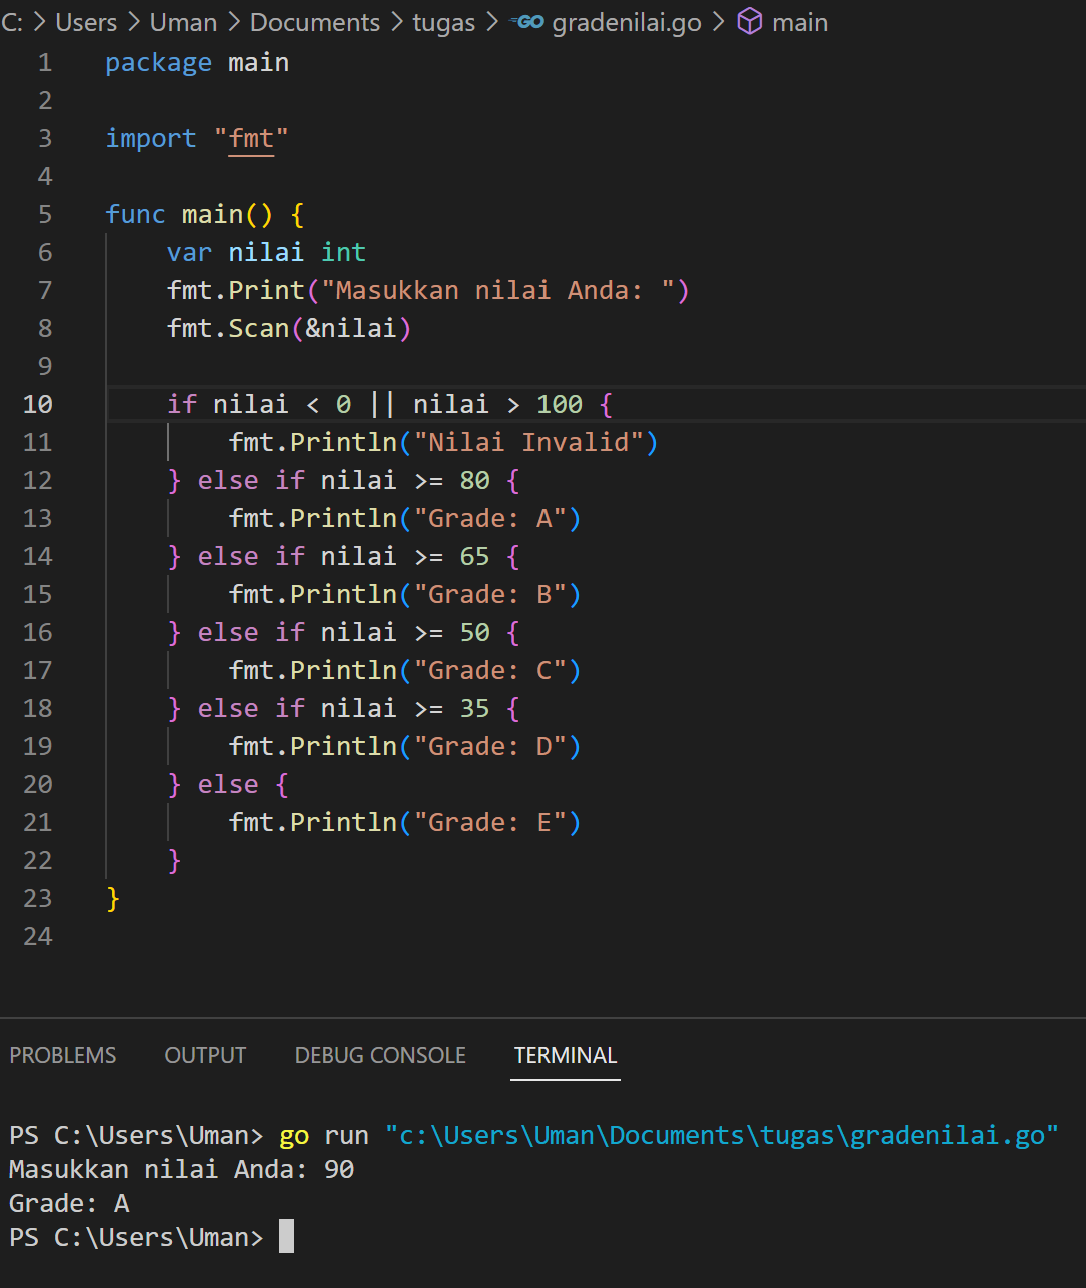 C: > Users > Uman > Documents > tugas > GO gradenilai.go > main
1 package main
2
3 import "fmt"
4
5 func main() {
6     var nilai int
7     fmt.Print("Masukkan nilai Anda: ")
8     fmt.Scan(&nilai)
9
10     if nilai < 0 || nilai > 100 {
11         fmt.Println("Nilai Invalid")
12     } else if nilai >= 80 {
13         fmt.Println("Grade: A")
14     } else if nilai >= 65 {
15         fmt.Println("Grade: B")
16     } else if nilai >= 50 {
17         fmt.Println("Grade: C")
18     } else if nilai >= 35 {
19         fmt.Println("Grade: D")
20     } else {
21         fmt.Println("Grade: E")
22     }
23 }
24
PROBLEMS OUTPUT DEBUG CONSOLE TERMINAL
PS C:\Users\Uman> go run "c:\Users\Uman\Documents\tugas\gradenilai.go"
Masukkan nilai Anda: 90
Grade: A
PS C:\Users\Uman>